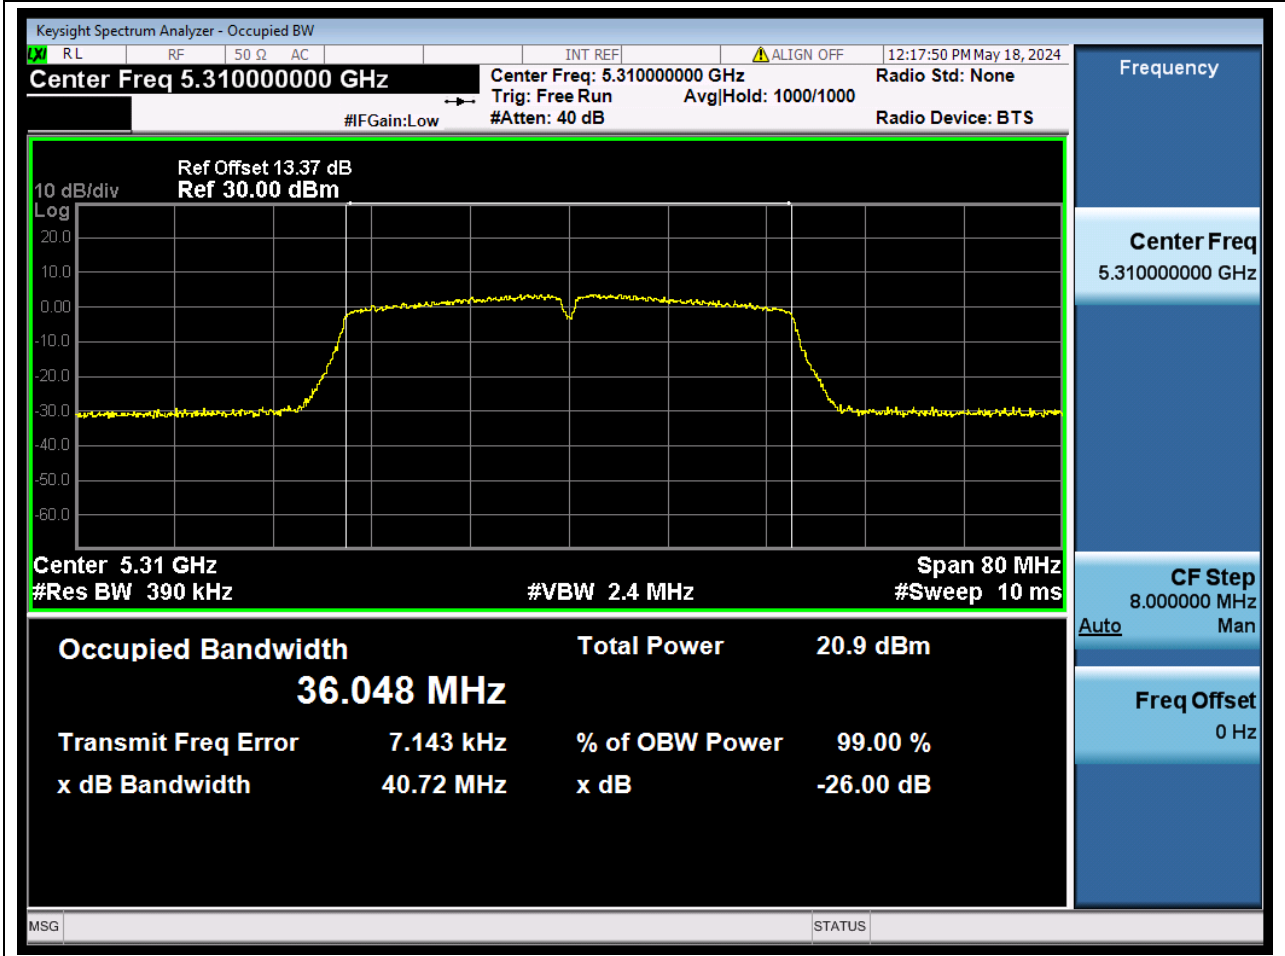 Keysight Spectrum Analyzer - Occupied BW
LXI RL RF 50 Ω AC INT REF ALIGN OFF 12:17:50 PM May 18, 2024
Center Freq 5.310000000 GHz
Center Freq: 5.310000000 GHz Radio Std: None
Trig: Free Run Avg|Hold: 1000/1000
#IFGain:Low #Atten: 40 dB Radio Device: BTS
Ref Offset 13.37 dB
10 dB/div Ref 30.00 dBm
Log
20.0
10.0
0.00
-10.0
-20.0
-30.0
-40.0
-50.0
-60.0
Center 5.31 GHz Span 80 MHz
#Res BW 390 kHz #VBW 2.4 MHz #Sweep 10 ms
Occupied Bandwidth Total Power 20.9 dBm
36.048 MHz
Transmit Freq Error 7.143 kHz % of OBW Power 99.00 %
x dB Bandwidth 40.72 MHz x dB -26.00 dB
Frequency
Center Freq
5.310000000 GHz
CF Step
8.000000 MHz
Auto Man
Freq Offset
0 Hz
MSG STATUS